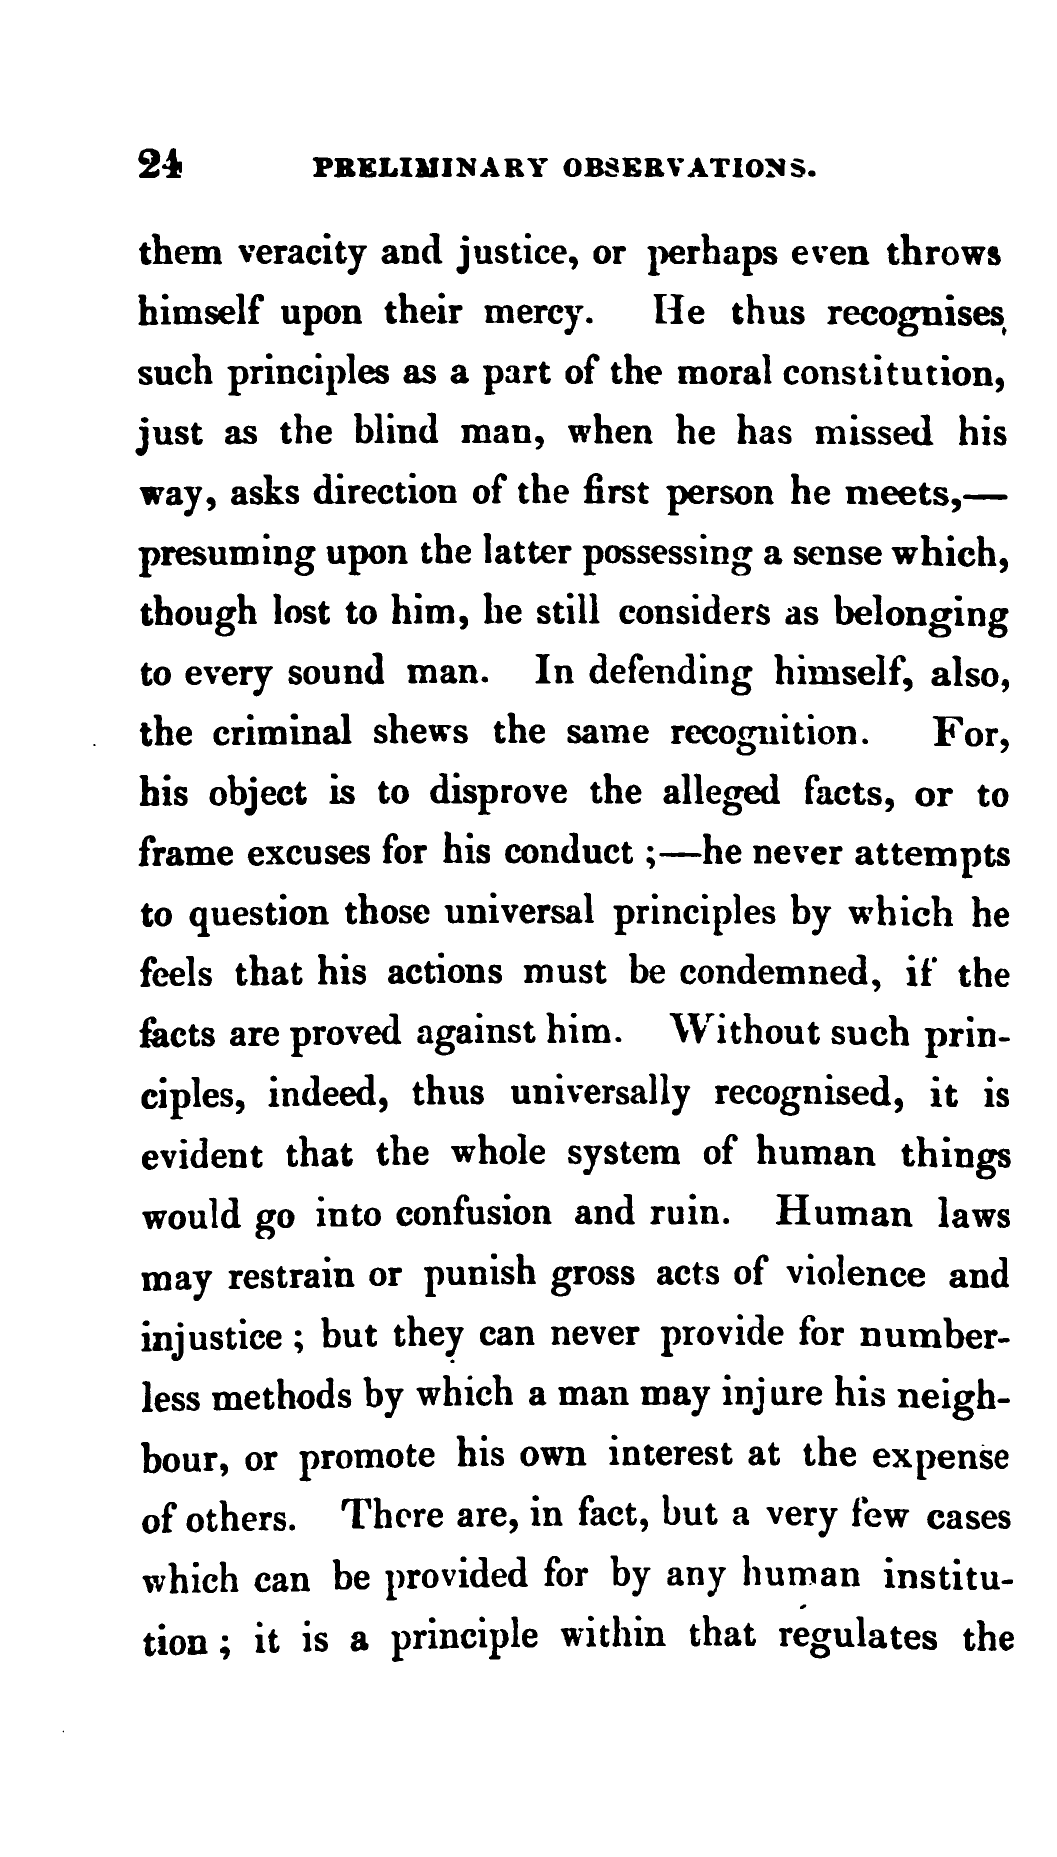 24 PRELIMINARY OBSERVATIONS.
them veracity and justice, or perhaps even throws
himself upon their mercy. He thus recognises
such principles as a part of the moral constitution,
just as the blind man, when he has missed his
way, asks direction of the first person he meets,—
presuming upon the latter possessing a sense which,
though lost to him, he still considers as belonging
to every sound man. In defending himself, also,
the criminal shews the same recognition. For,
his object is to disprove the alleged facts, or to
frame excuses for his conduct ;—he never attempts
to question those universal principles by which he
feels that his actions must be condemned, if the
facts are proved against him. Without such prin-
ciples, indeed, thus universally recognised, it is
evident that the whole system of human things
would go into confusion and ruin. Human laws
may restrain or punish gross acts of violence and
injustice ; but they can never provide for number-
less methods by which a man may injure his neigh-
bour, or promote his own interest at the expense
of others. There are, in fact, but a very few cases
which can be provided for by any human institu-
tion ; it is a principle within that regulates the